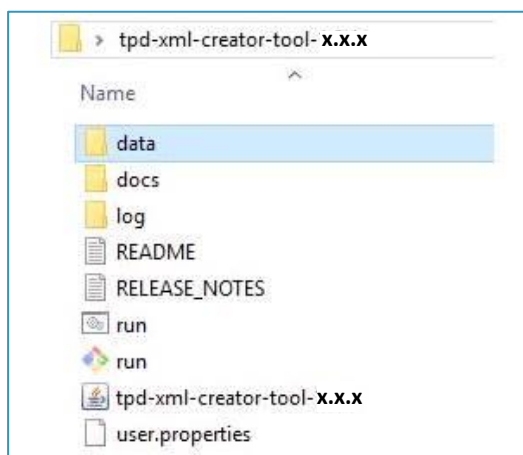 > tpd-xml-creator-tool- x.x.x
Name
data
docs
log
README
RELEASE_NOTES
run
run
tpd-xml-creator-tool- x.x.x
user.properties